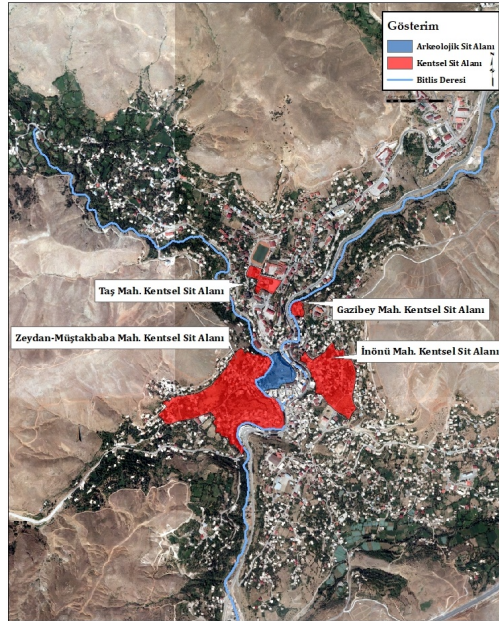 Gösterim
Arkeolojik Sit Alanı
Kentsel Sit Alanı
Bitlis Deresi
Taş Mah. Kentsel Sit Alanı
Gazibey Mah. Kentsel Sit Alanı
Zeydan-Müştakbaba Mah. Kentsel Sit Alanı
İnönü Mah. Kentsel Sit Alanı